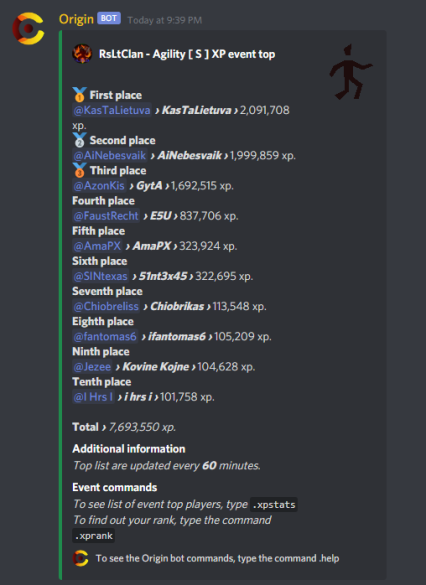 Origin BOT Today at 9:39 PM
RsLtClan - Agility [ S ] XP event top
First place
@KasTaLietuva › KasTaLietuva › 2,091,708
xp.
Second place
@AiNebesvaik › AiNebesvaik › 1,999,859 xp.
Third place
@AzonKis › GytA › 1,692,515 xp.
Fourth place
@FaustRecht › E5U › 837,706 xp.
Fifth place
@AmaPX › AmaPX › 323,924 xp.
Sixth place
@SINtexas › 51nt3x45 › 322,695 xp.
Seventh place
@Chiobreliss › Chiobrikas › 113,548 xp.
Eighth place
@fantomas6 › ifantomas6 › 105,209 xp.
Ninth place
@Jezee › Kovine Kojne › 104,628 xp.
Tenth place
@I Hrs I › i hrs i › 101,758 xp.
Total › 7,693,550 xp.
Additional information
Top list are updated every 60 minutes.
Event commands
To see list of event top players, type .xpstats
To find out your rank, type the command
.xprank
To see the Origin bot commands, type the command .help